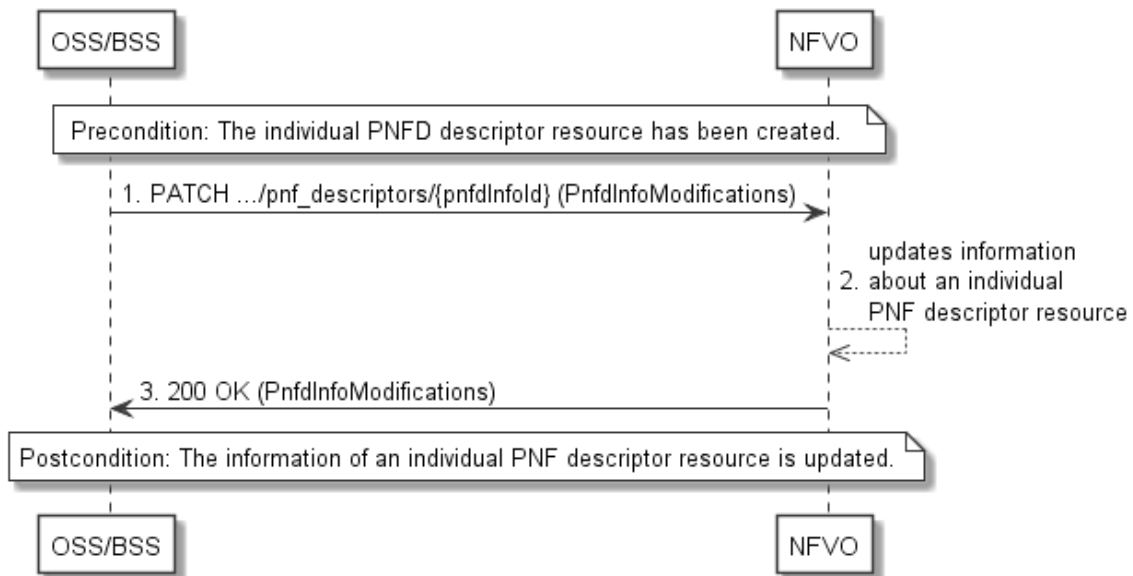 OSS/BSS
NFVO
Precondition: The individual PNFD descriptor resource has been created.
1. PATCH .../pnf_descriptors/{pnfdInfoId} (PnfdInfoModifications)
updates information
2. about an individual
PNF descriptor resource
3. 200 OK (PnfdInfoModifications)
Postcondition: The information of an individual PNF descriptor resource is updated.
OSS/BSS
NFVO